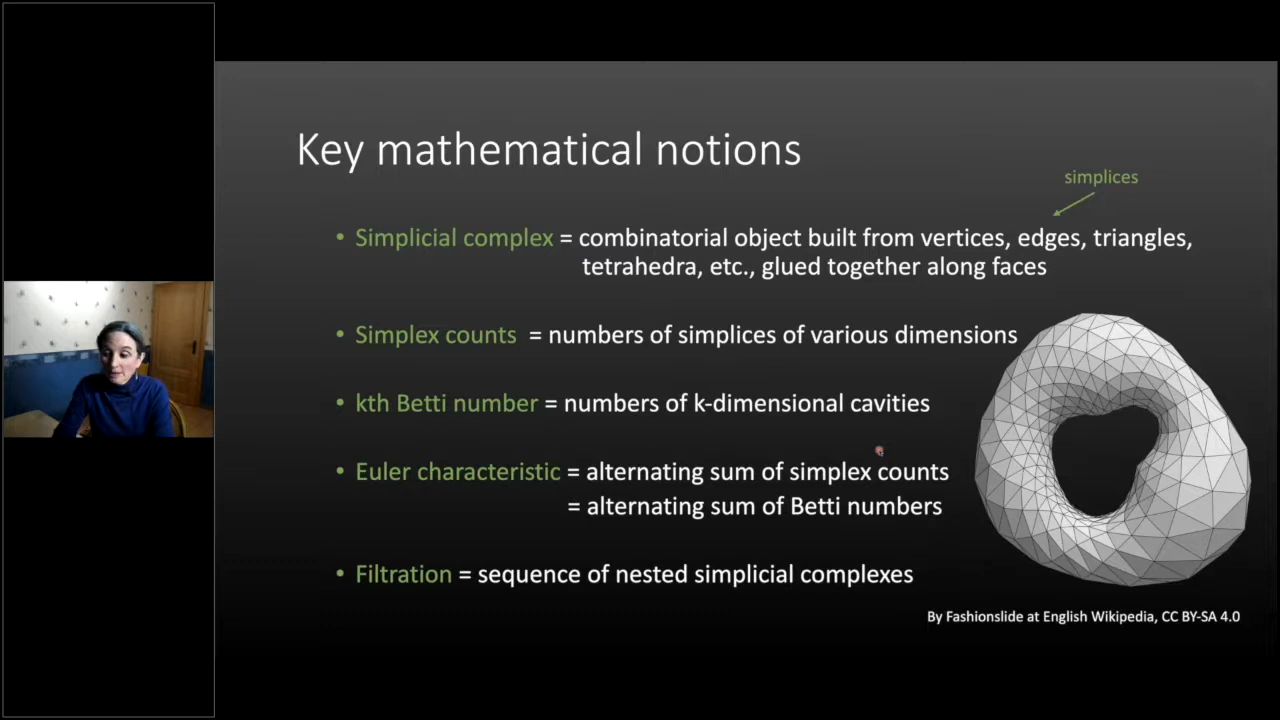 Key mathematical notions
simplices
• Simplicial complex = combinatorial object built from vertices, edges, triangles,
tetrahedra, etc., glued together along faces
• Simplex counts = numbers of simplices of various dimensions
• kth Betti number = numbers of k-dimensional cavities
• Euler characteristic = alternating sum of simplex counts
= alternating sum of Betti numbers
• Filtration = sequence of nested simplicial complexes
By Fashionslide at English Wikipedia, CC BY-SA 4.0